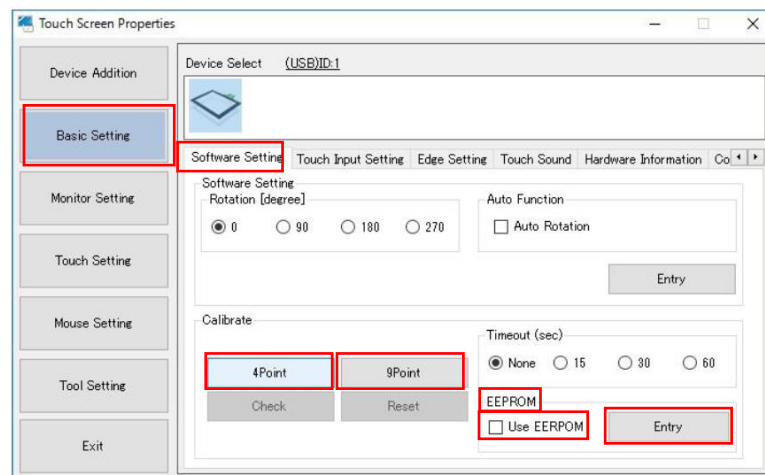 Touch Screen Properties
Device Addition
Basic Setting
Monitor Setting
Touch Setting
Mouse Setting
Tool Setting
Exit
Device Select (USB)ID:1
Software Setting Touch Input Setting Edge Setting Touch Sound Hardware Information Co
Software Setting
Rotation [degree]
0 90 180 270
Auto Function
Auto Rotation
Entry
Calibrate
4Point 9Point
Check Reset
Timeout (sec)
None 15 30 60
EEPROM
Use EERPOM Entry